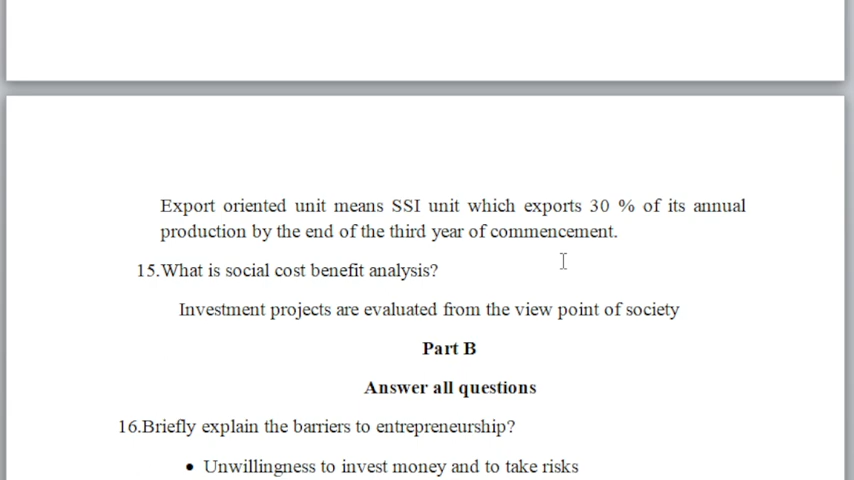 Export oriented unit means SSI unit which exports 30 % of its annual
production by the end of the third year of commencement.
15.What is social cost benefit analysis?
Investment projects are evaluated from the view point of society
Part B
Answer all questions
16.Briefly explain the barriers to entrepreneurship?
• Unwillingness to invest money and to take risks